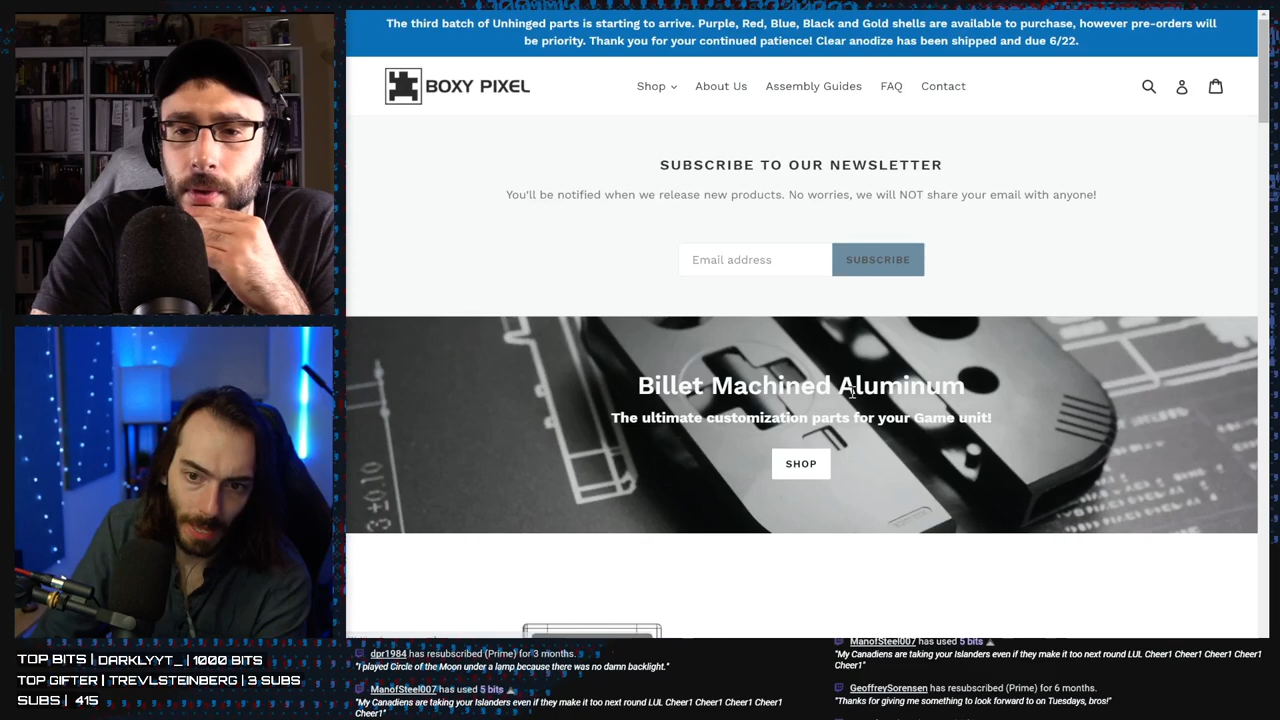 The third batch of Unhinged parts is starting to arrive. Purple, Red, Blue, Black and Gold shells are available to purchase, however pre-orders will
be priority. Thank you for your continued patience! Clear anodize has been shipped and due 6/22.
BOXY PIXEL
Shop
About Us
Assembly Guides
FAQ
Contact
SUBSCRIBE TO OUR NEWSLETTER
You'll be notified when we release new products. No worries, we will NOT share your email with anyone!
Email address
SUBSCRIBE
Billet Machined Aluminum
The ultimate customization parts for your Game unit!
SHOP
3 ±0.10
TOP BITS | DARKLYYT_ | 1000 BITS
TOP GIFTER | TREVLSTEINBERG | 3 SUBS
SUBS | 415
dpr1984 has resubscribed (Prime) for 3 months.
"I played Circle of the Moon under a lamp because there was no damn backlight."
ManofSteel007 has used 5 bits
"My Canadiens are taking your Islanders even if they make it too next round LUL Cheer1 Cheer1 Cheer1 Cheer1
Cheer1"
ManofSteel007 has used 5 bits
"My Canadiens are taking your Islanders even if they make it too next round LUL Cheer1 Cheer1 Cheer1 Cheer1
Cheer1"
GeoffreySorensen has resubscribed (Prime) for 6 months.
"Thanks for giving me something to look forward to on Tuesdays, bros!"